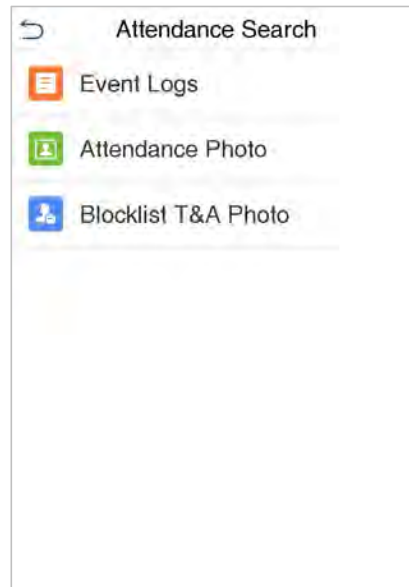 Attendance Search
Event Logs
Attendance Photo
Blocklist T&A Photo